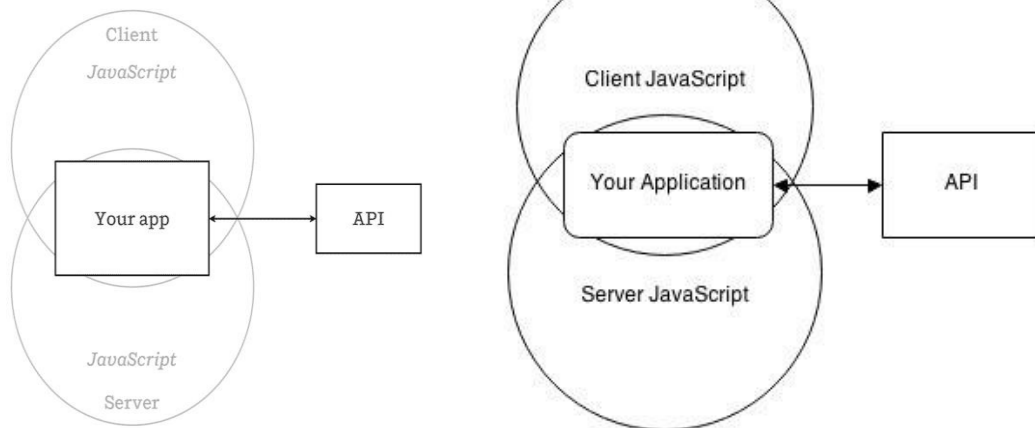 Client
JavaScript
Your app
API
JavaScript
Server
Client JavaScript
Your Application
API
Server JavaScript